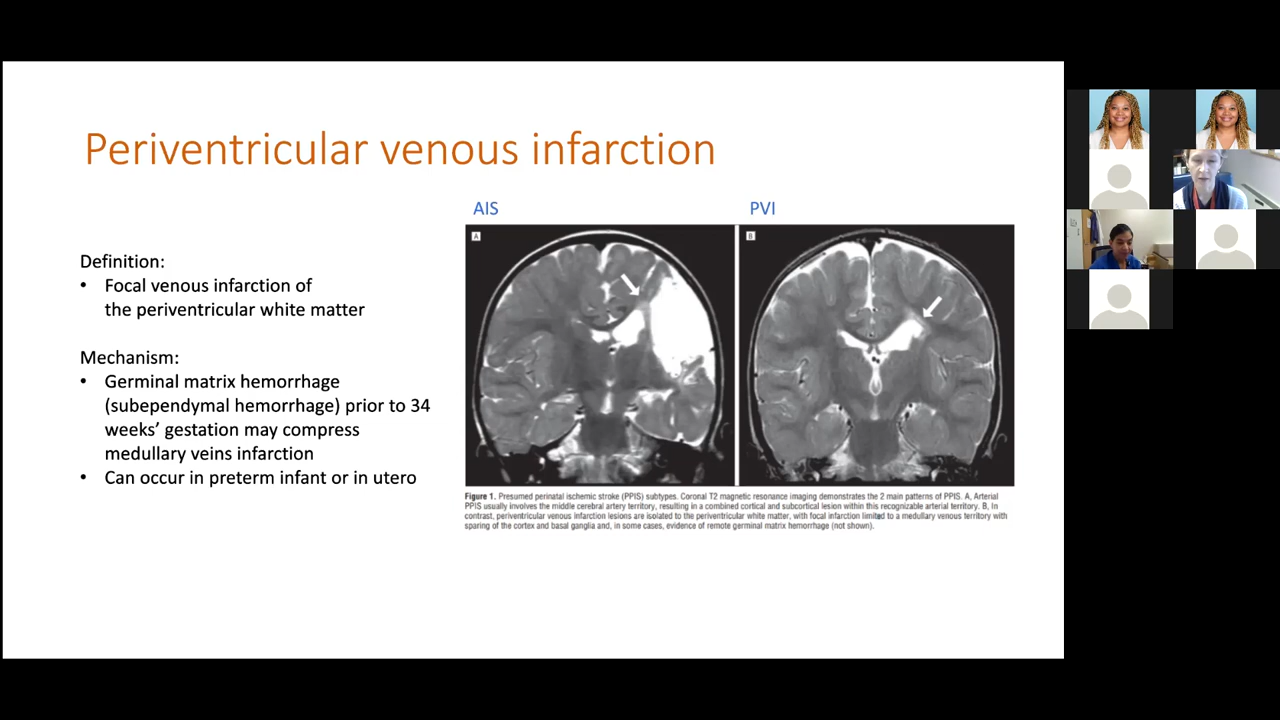 Periventricular venous infarction
AIS
PVI
Definition:
• Focal venous infarction of
the periventricular white matter
Mechanism:
• Germinal matrix hemorrhage
(subependymal hemorrhage) prior to 34
weeks’ gestation may compress
medullary veins infarction
• Can occur in preterm infant or in utero
A
B
Figure 1. Presumed perinatal ischemic stroke (PPIS) subtypes. Coronal T2 magnetic resonance imaging demonstrates the 2 main patterns of PPIS. A, Arterial
PPIS usually involves the middle cerebral artery territory, resulting in a combined cortical and subcortical lesion within this recognizable arterial territory. B, In
contrast, periventricular venous infarction lesions are isolated to the periventricular white matter, with focal infarction limited to a medullary venous territory with
sparing of the cortex and basal ganglia and, in some cases, evidence of remote germinal matrix hemorrhage (not shown).